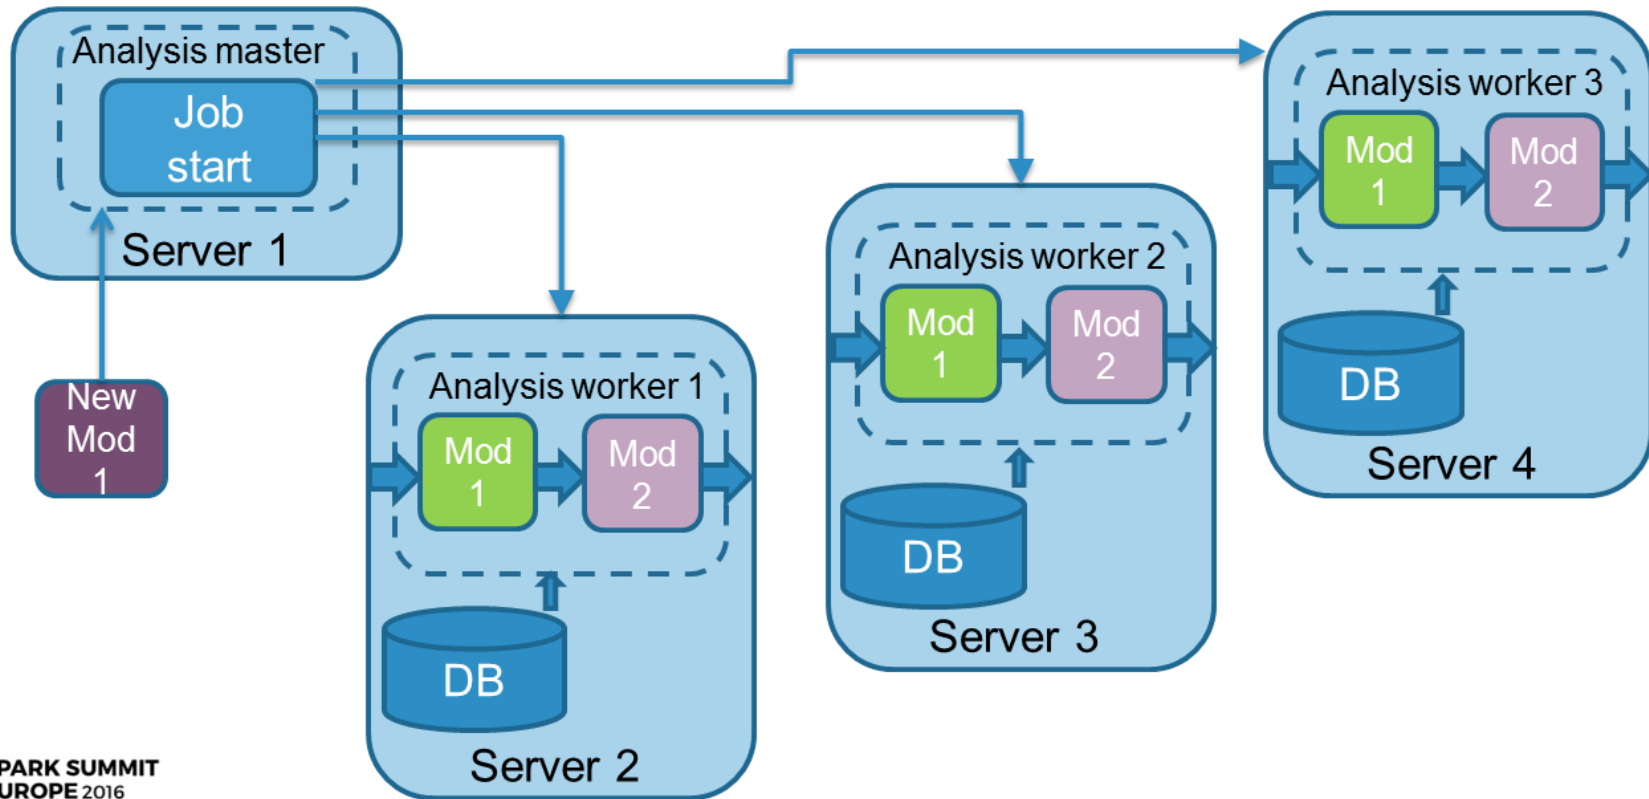 Analysis master
Job
start
Server 1
New
Mod
1
Analysis worker 1
Mod
1
Mod
2
DB
Server 2
Analysis worker 2
Mod
1
Mod
2
DB
Server 3
Analysis worker 3
Mod
1
Mod
2
DB
Server 4
PARK SUMMIT
UROPE 2016